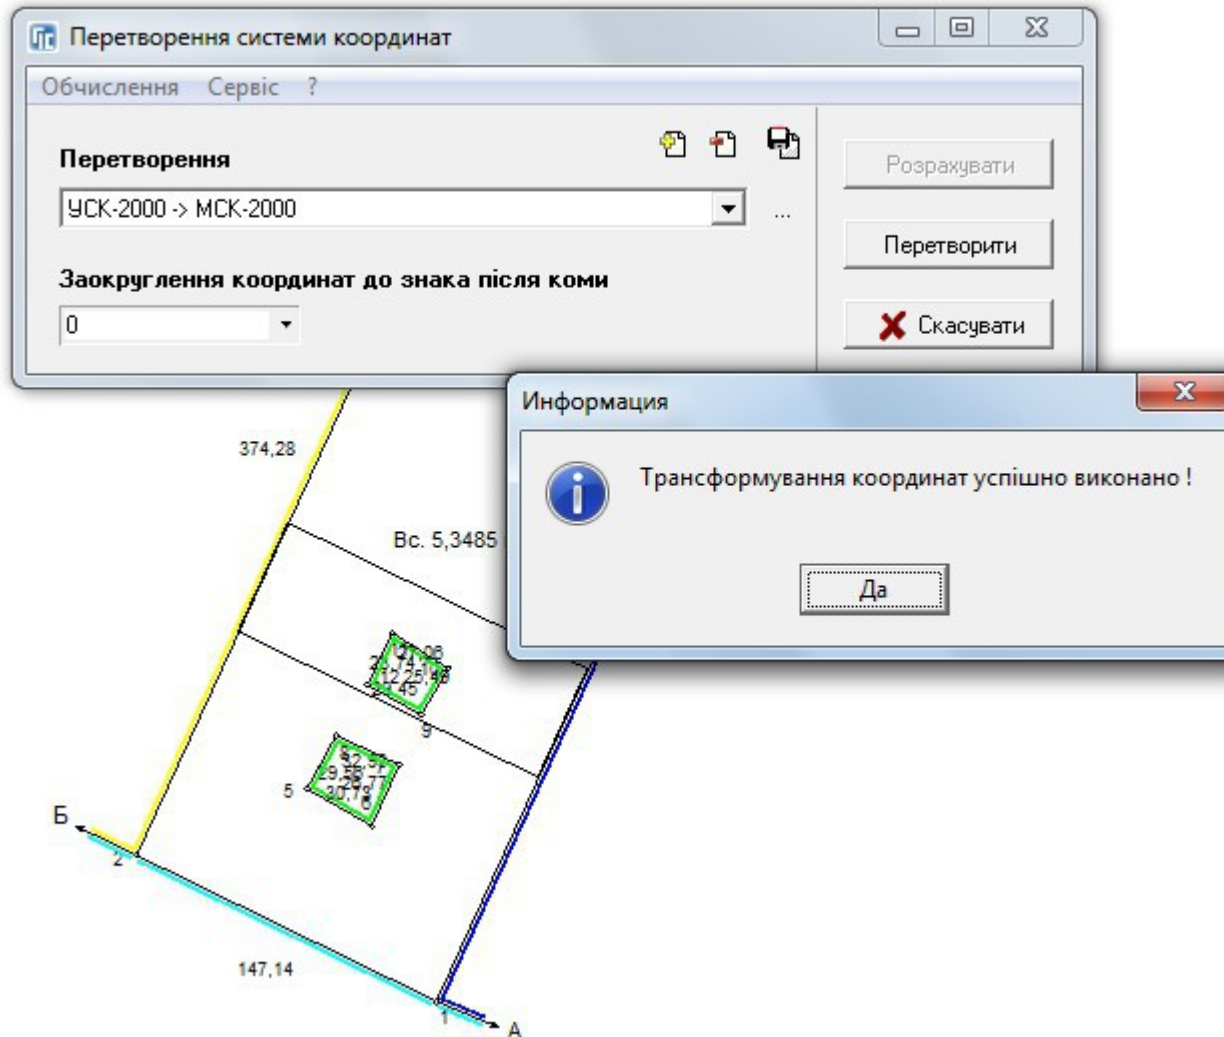 Перетворення системи координат
Обчислення Сервіс ?
Перетворення
УСК-2000 -> МСК-2000
...
Заокруглення координат до знака після коми
0
Розрахувати
Перетворити
Скасувати
Информация
Трансформування координат успішно виконано !
Да
374,28
Вс. 5,3485
9
5
Б
2
147,14
1
А